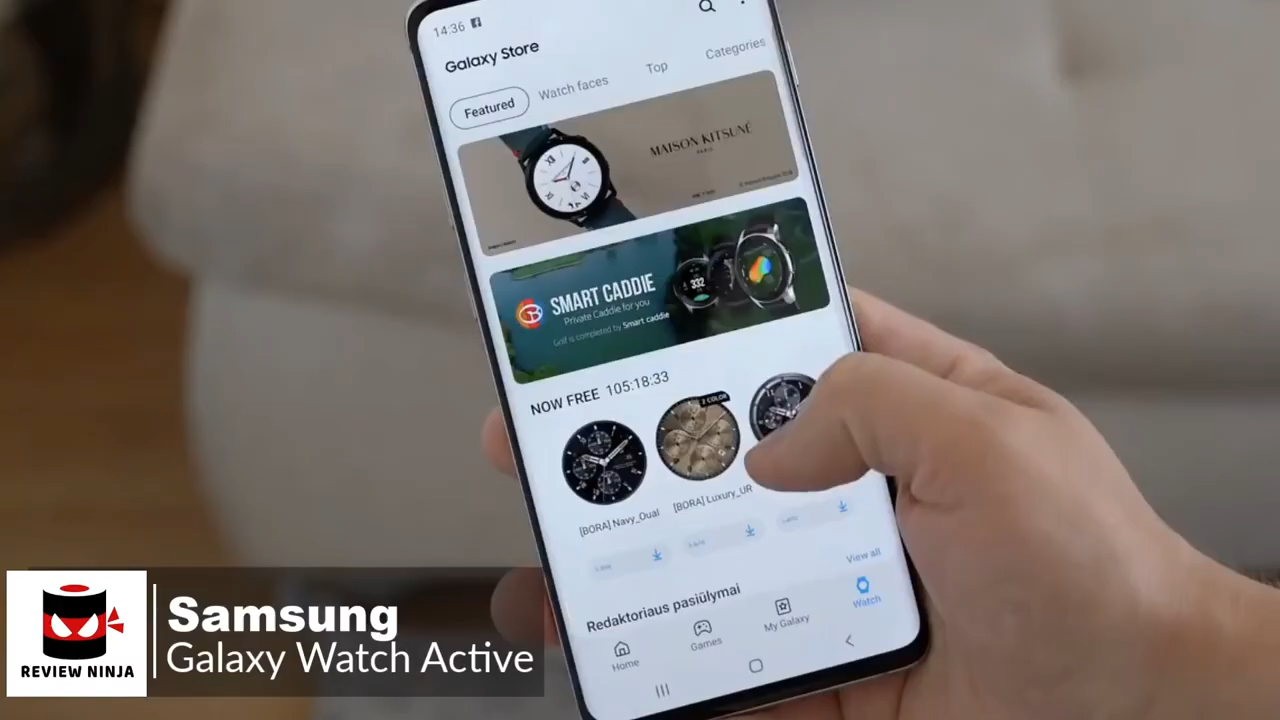 14:36
Galaxy Store
Featured
Watch faces
Top
Categories
MAISON KITSUNÉ
PARIS
SMART CADDIE
Private Caddie for you
Golf is completed by Smart caddie
NOW FREE 105:18:33
2 COLOR
[BORA] Navy_Oual
[BORA] Luxury_UR
View all
Redaktoriaus pasiūlymai
Home
Games
My Galaxy
Watch
REVIEW NINJA
Samsung
Galaxy Watch Active